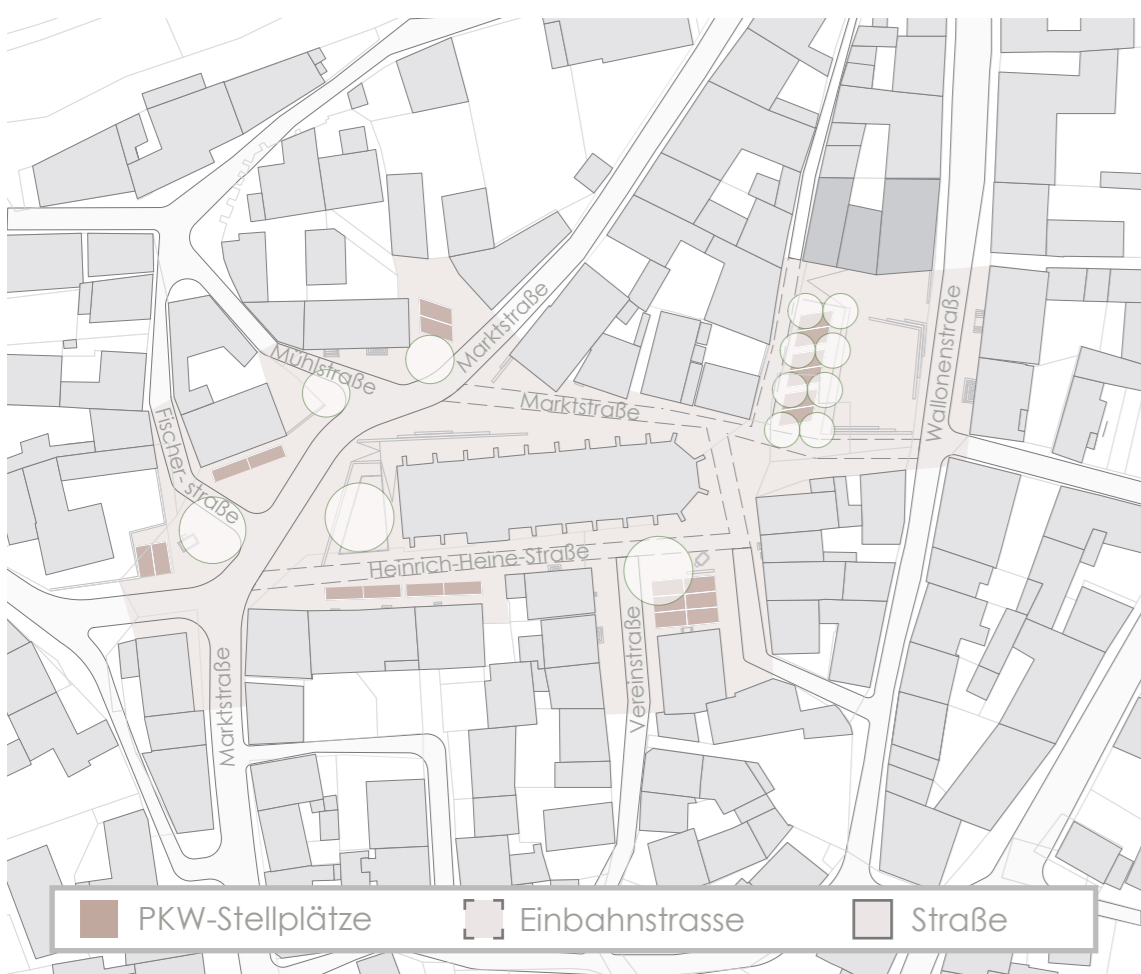 Marktstraße
Mühlstraße
Marktstraße
Wallonenstraße
Fischer-straße
Heinrich-Heine-Straße
Vereinstraße
Marktstraße
PKW-Stellplätze
Einbahnstrasse
Straße